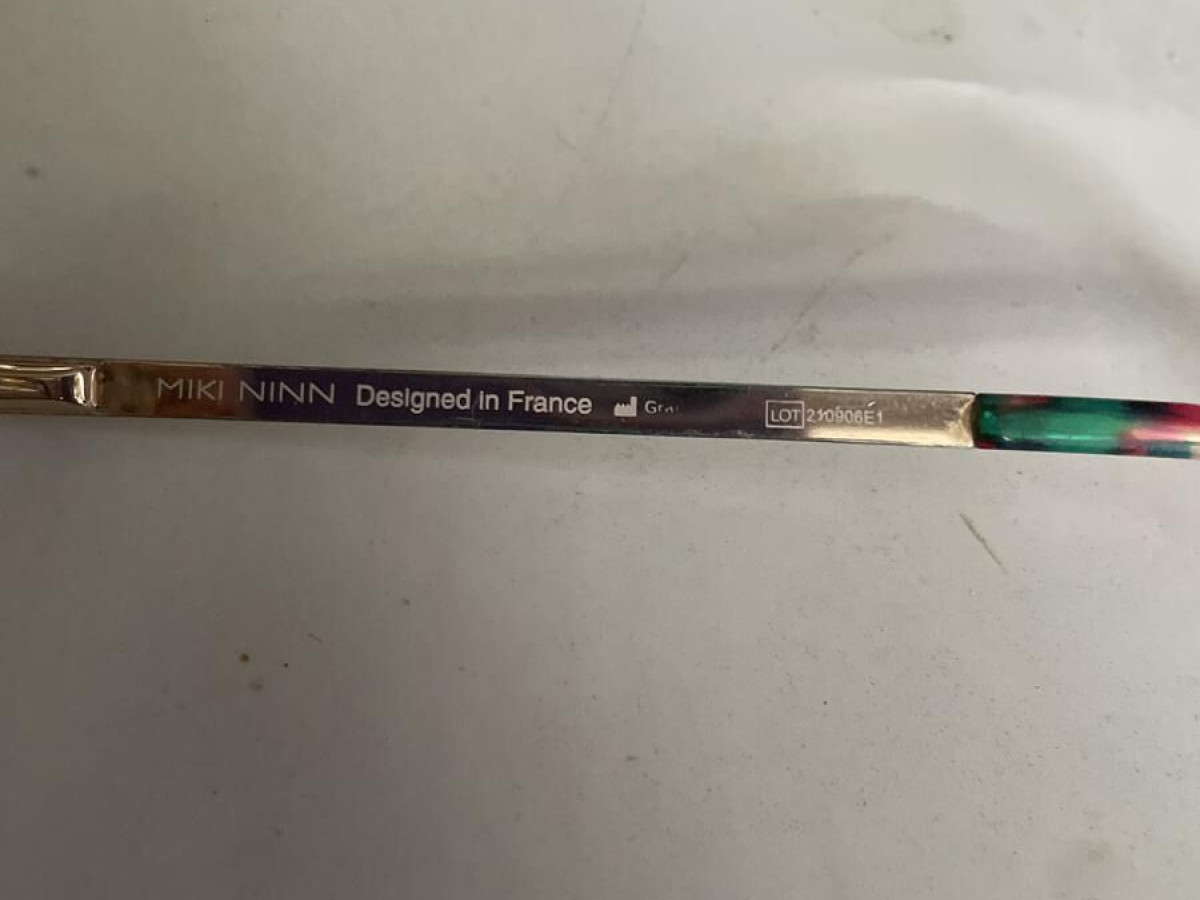 MIKI NINN Designed in France LOT 210906E1